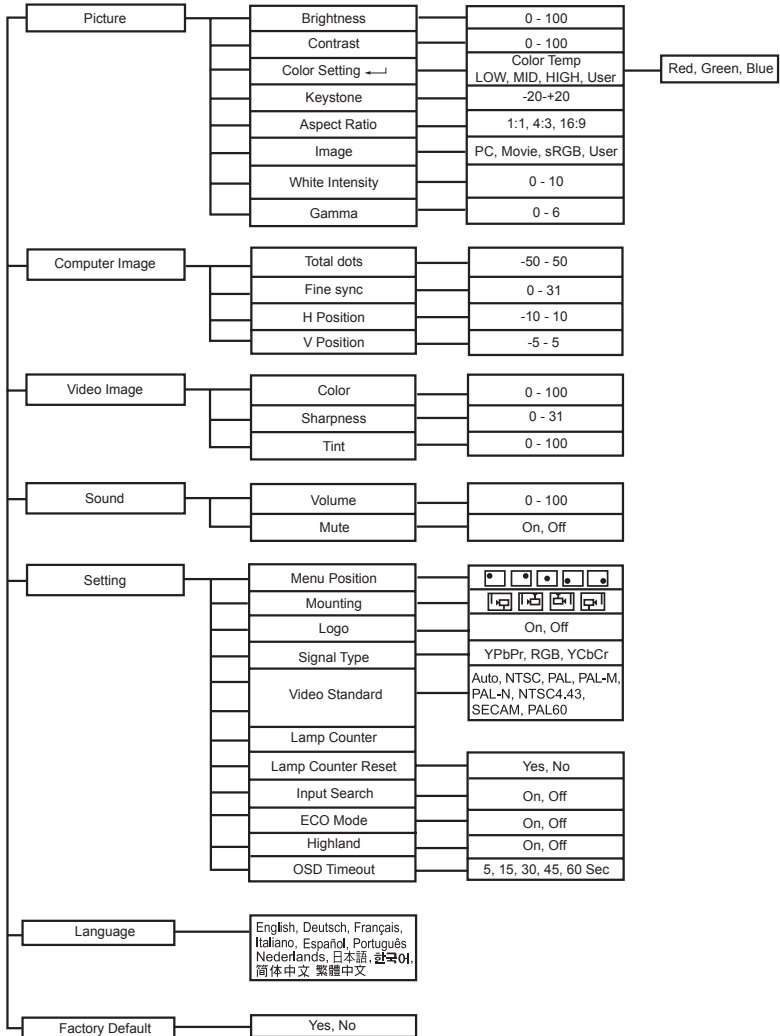 Picture
Brightness
0 - 100
Contrast
0 - 100
Color Setting
Color Temp
LOW, MID, HIGH, User
Red, Green, Blue
Keystone
-20-+20
Aspect Ratio
1:1, 4:3, 16:9
Image
PC, Movie, sRGB, User
White Intensity
0 - 10
Gamma
0 - 6
Computer Image
Total dots
-50 - 50
Fine sync
0 - 31
H Position
-10 - 10
V Position
-5 - 5
Video Image
Color
0 - 100
Sharpness
0 - 31
Tint
0 - 100
Sound
Volume
0 - 100
Mute
On, Off
Setting
Menu Position
Mounting
Logo
On, Off
Signal Type
YPbPr, RGB, YCbCr
Video Standard
Auto, NTSC, PAL, PAL-M,
PAL-N, NTSC4.43,
SECAM, PAL60
Lamp Counter
Lamp Counter Reset
Yes, No
Input Search
On, Off
ECO Mode
On, Off
Highland
On, Off
OSD Timeout
5, 15, 30, 45, 60 Sec
Language
English, Deutsch, Français,
Italiano, Español, Português
Nederlands, 日本語, 한국어,
简体中文 繁體中文
Factory Default
Yes, No